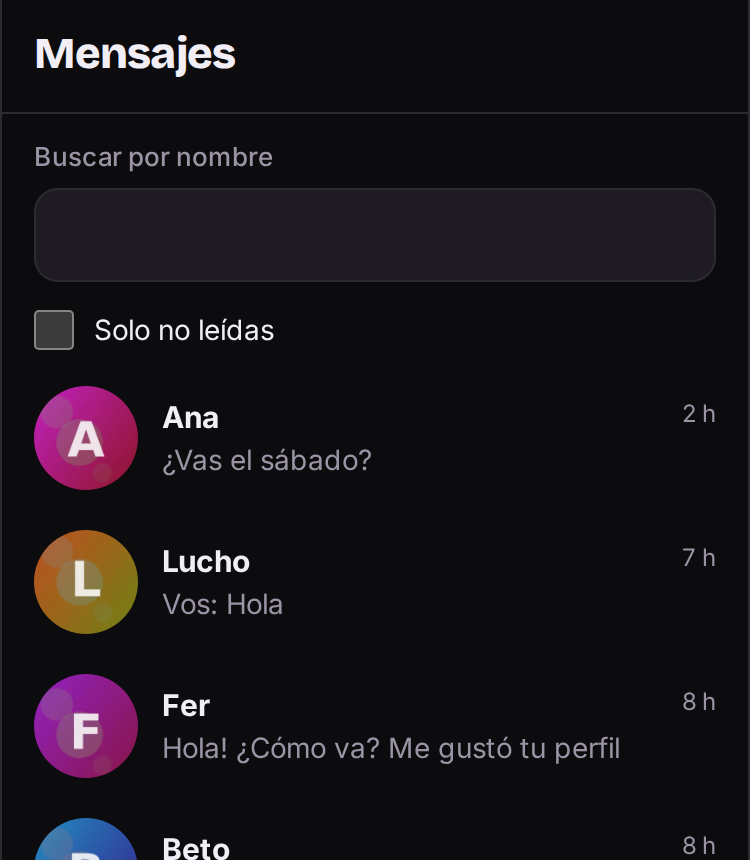 Mensajes
Buscar por nombre
Solo no leídas
A
Ana
2 h
¿Vas el sábado?
L
Lucho
7 h
Vos: Hola
F
Fer
8 h
Hola! ¿Cómo va? Me gustó tu perfil
B
Beto
8 h